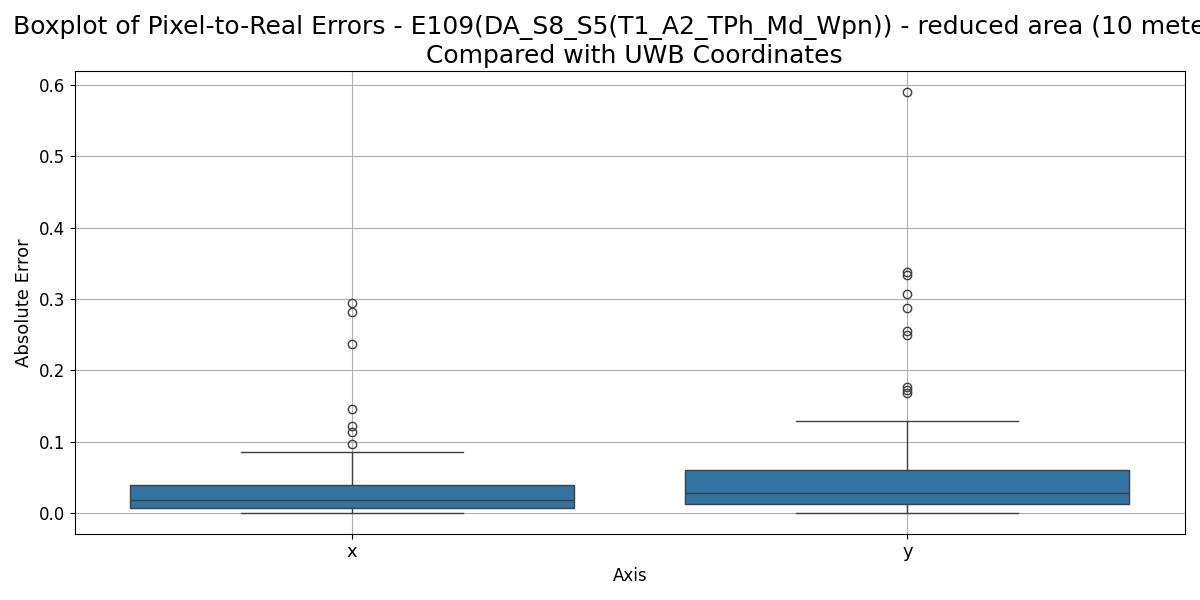 Boxplot of Pixel-to-Real Errors - E109(DA_S8_S5(T1_A2_TPh_Md_Wpn)) - reduced area (10 mete
Compared with UWB Coordinates
0.6
0.5
0.4
0.3
0.2
0.1
0.0
Absolute Error
x
y
Axis